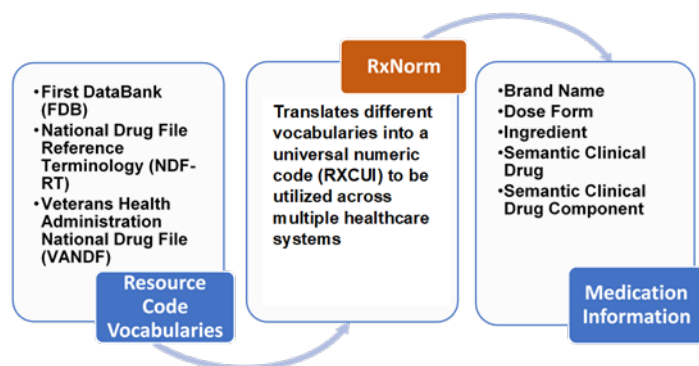 •First DataBank
(FDB)
•National Drug File
Reference
Terminology (NDF-
RT)
•Veterans Health
Administration
National Drug File
(VANDF)
Resource
Code
Vocabularies
RxNorm
Translates different
vocabularies into a
universal numeric
code (RXCUI) to be
utilized across
multiple healthcare
systems
•Brand Name
•Dose Form
•Ingredient
•Semantic Clinical
Drug
•Semantic Clinical
Drug Component
Medication
Information